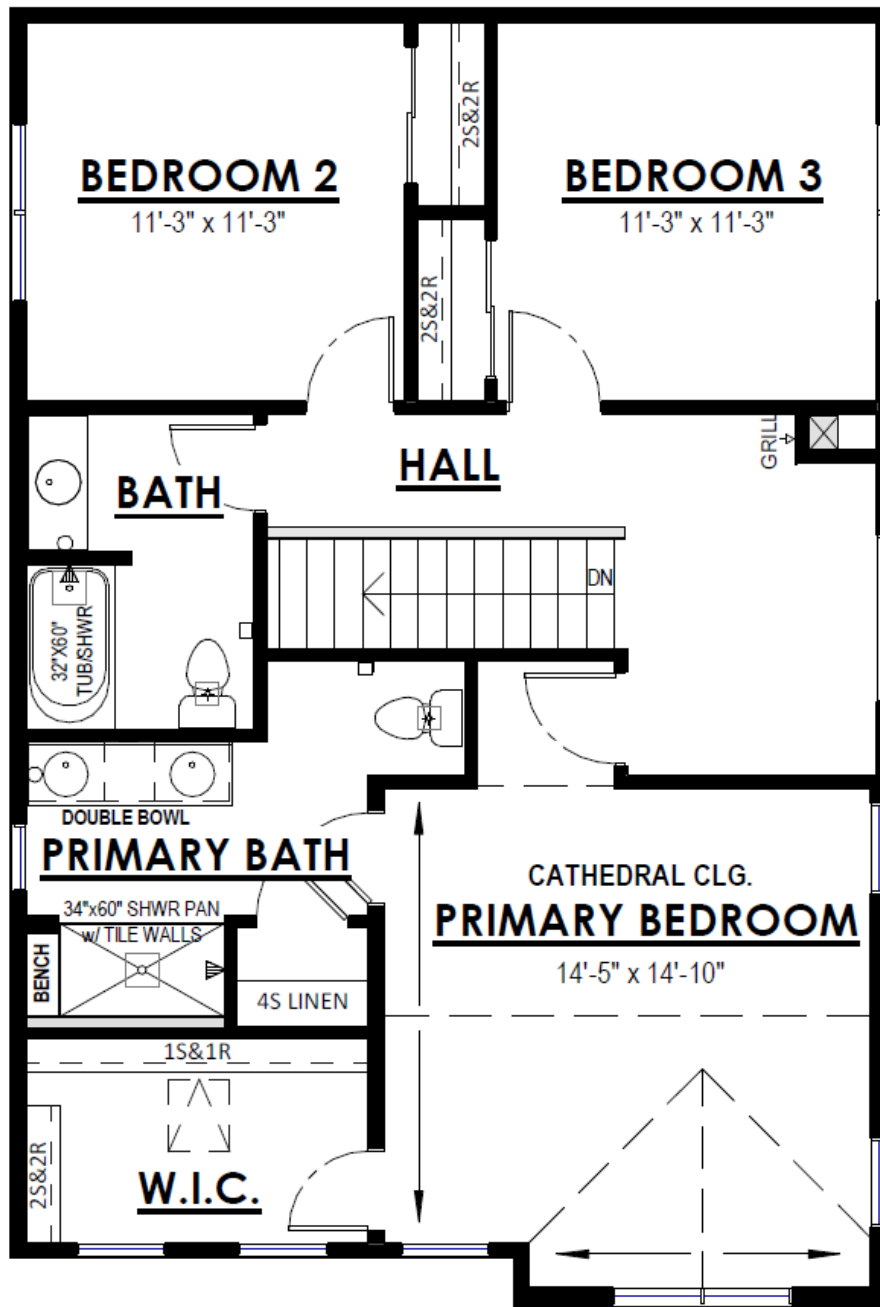 2S&2R
BEDROOM 2
11'-3" x 11'-3"
BEDROOM 3
11'-3" x 11'-3"
2S&2R
GRILL
HALL
BATH
DN
32"X60"
TUB/SHWR
DOUBLE BOWL
PRIMARY BATH
CATHEDRAL CLG.
PRIMARY BEDROOM
14'-5" x 14'-10"
34"x60" SHWR PAN
w/ TILE WALLS
BENCH
4S LINEN
1S&1R
2S&2R
W.I.C.